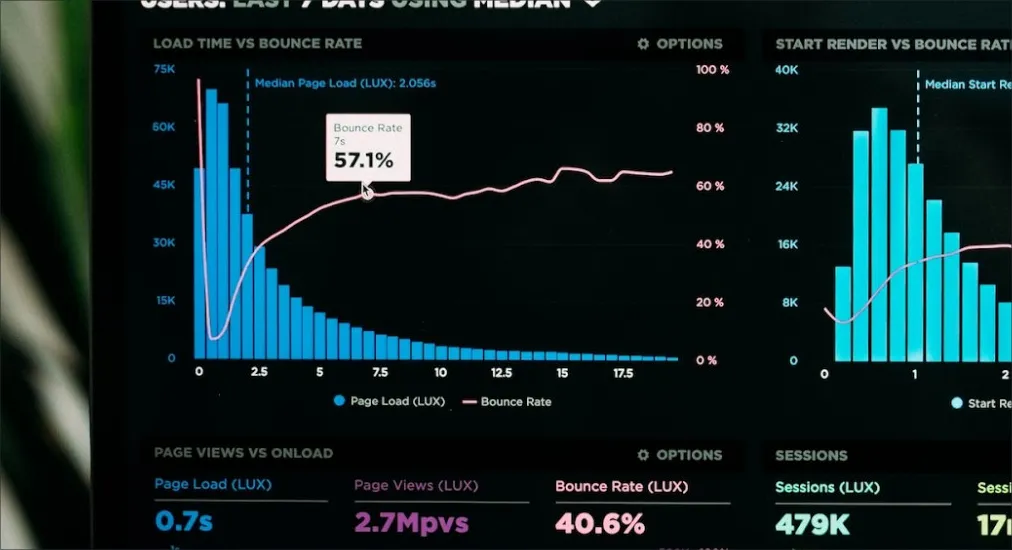 USERS: LAST 7 DAYS USING MEDIAN
LOAD TIME VS BOUNCE RATE
OPTIONS
75K
60K
45K
30K
15K
0
Median Page Load (LUX): 2.056s
Bounce Rate
7s
57.1%
100 %
80 %
60 %
40 %
20 %
0 %
0 2.5 5 7.5 10 12.5 15 17.5
Page Load (LUX) Bounce Rate
START RENDER VS BOUNCE RAT
40K
32K
24K
16K
8K
0
Median Start Re
0 1 2
Start Re
PAGE VIEWS VS ONLOAD
OPTIONS
Page Load (LUX)
0.7s
Page Views (LUX)
2.7Mpvs
Bounce Rate (LUX)
40.6%
SESSIONS
Sessions (LUX)
479K
Sessi
17